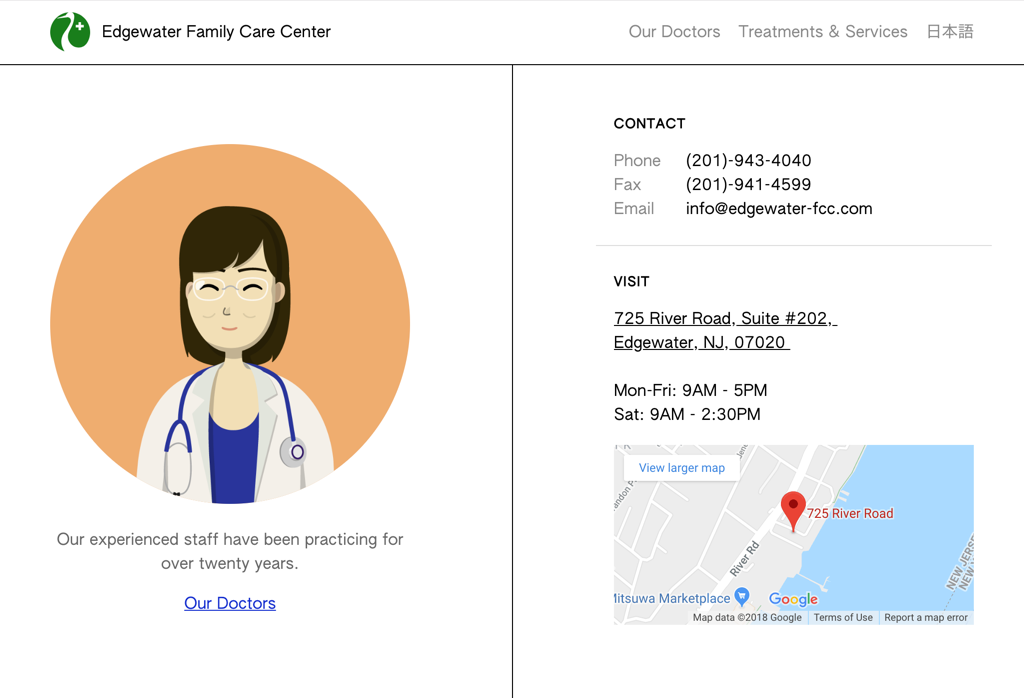 Edgewater Family Care Center
Our Doctors
Treatments & Services
日本語
Our experienced staff have been practicing for
over twenty years.
Our Doctors
CONTACT
Phone (201)-943-4040
Fax (201)-941-4599
Email info@edgewater-fcc.com
VISIT
725 River Road, Suite #202,
Edgewater, NJ, 07020
Mon-Fri: 9AM - 5PM
Sat: 9AM - 2:30PM
View larger map
725 River Road
River Rd
NEW JERS
NEW
Mitsuwa Marketplace
Google
Map data ©2018 Google
Terms of Use
Report a map error